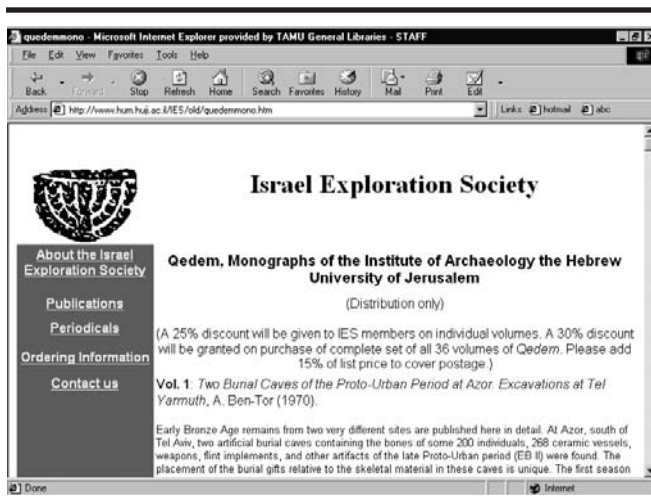 quedemmono - Microsoft Internet Explorer provided by TAMU General Libraries - STAFF
File Edit View Favorites Tools Help
Back Forward Stop Refresh Home Search Favorites History Mail Print Edit
Address http://www.hum.huji.ac.il/IES/old/quedemmono.htm Links hotmail abc
Israel Exploration Society
About the Israel
Exploration Society
Publications
Periodicals
Ordering Information
Contact us
Qedem, Monographs of the Institute of Archaeology the Hebrew
University of Jerusalem
(Distribution only)
(A 25% discount will be given to IES members on individual volumes. A 30% discount
will be granted on purchase of complete set of all 36 volumes of Qedem. Please add
15% of list price to cover postage.)
Vol. 1: Two Burial Caves of the Proto-Urban Period at Azor. Excavations at Tel
Yarmuth, A. Ben-Tor (1970).
Early Bronze Age remains from two very different sites are published here in detail. At Azor, south of
Tel Aviv, two artificial burial caves containing the bones of some 200 individuals, 268 ceramic vessels,
weapons, flint implements, and other artifacts of the late Proto-Urban period (EB II) were found. The
placement of the burial gifts relative to the skeletal material in these caves is unique. The first season
Done Internet